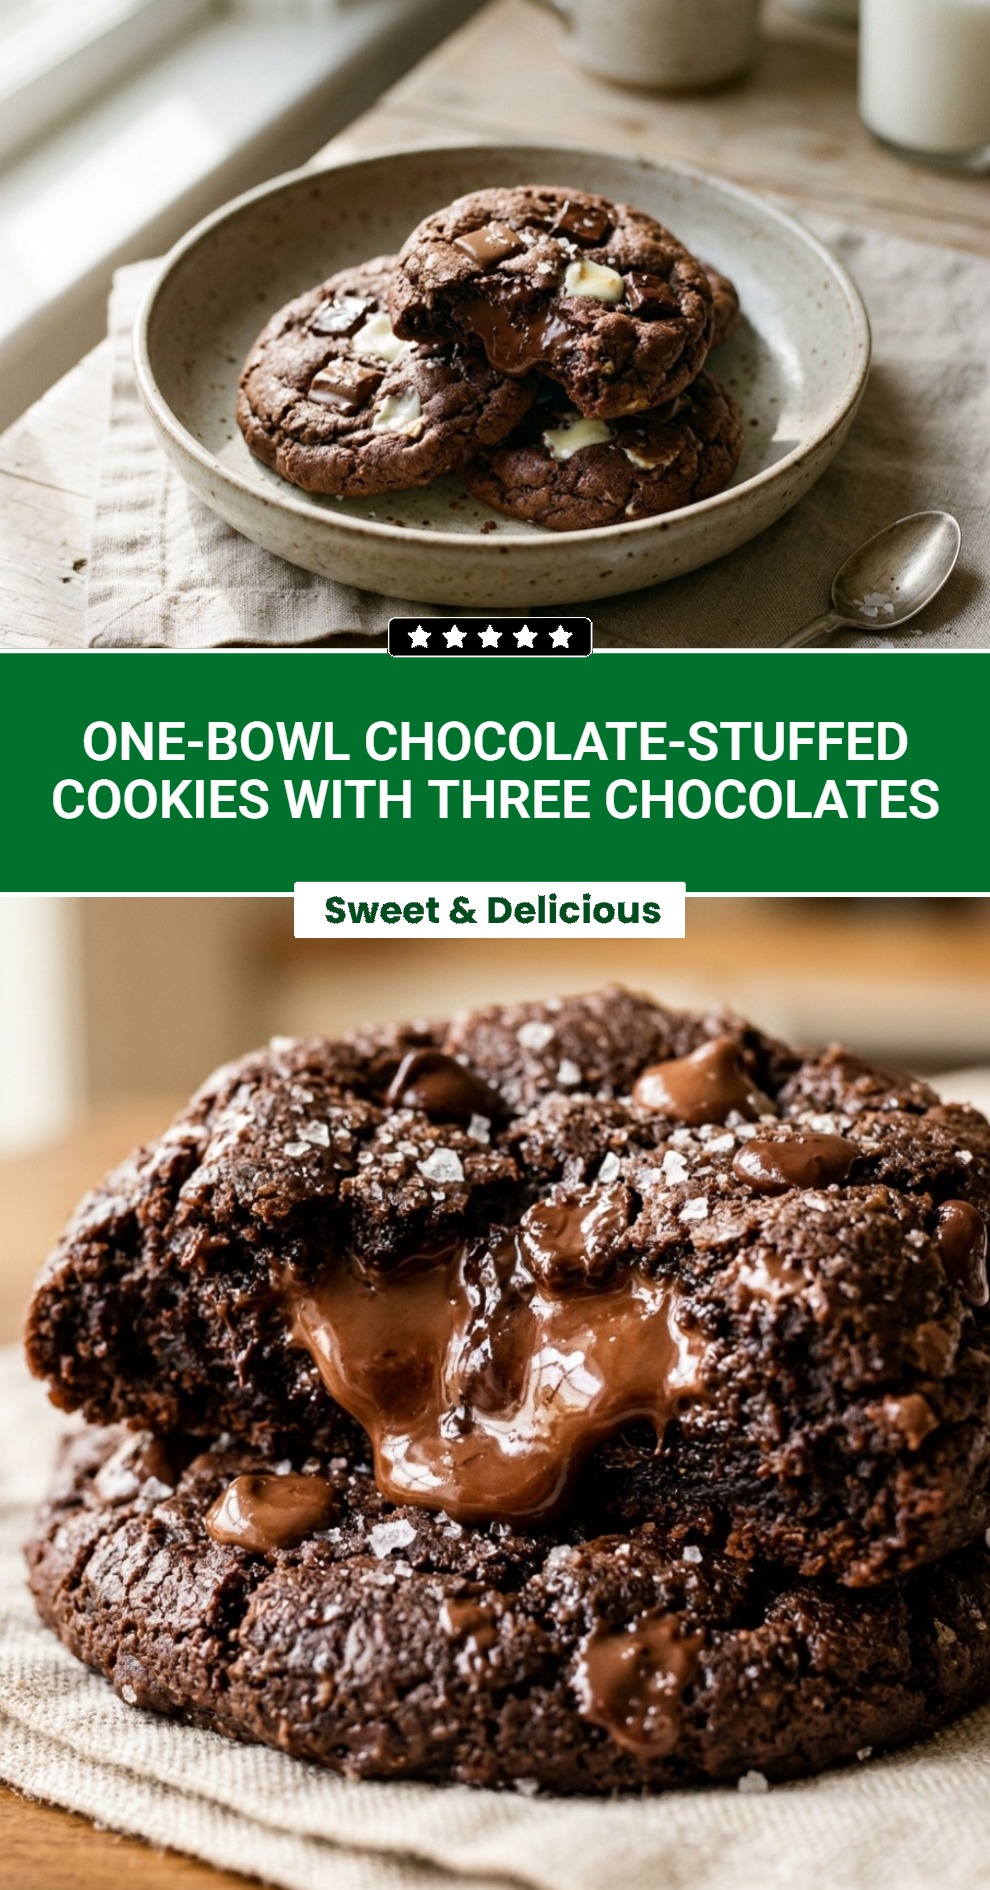 ONE-BOWL CHOCOLATE-STUFFED
COOKIES WITH THREE CHOCOLATES
Sweet & Delicious